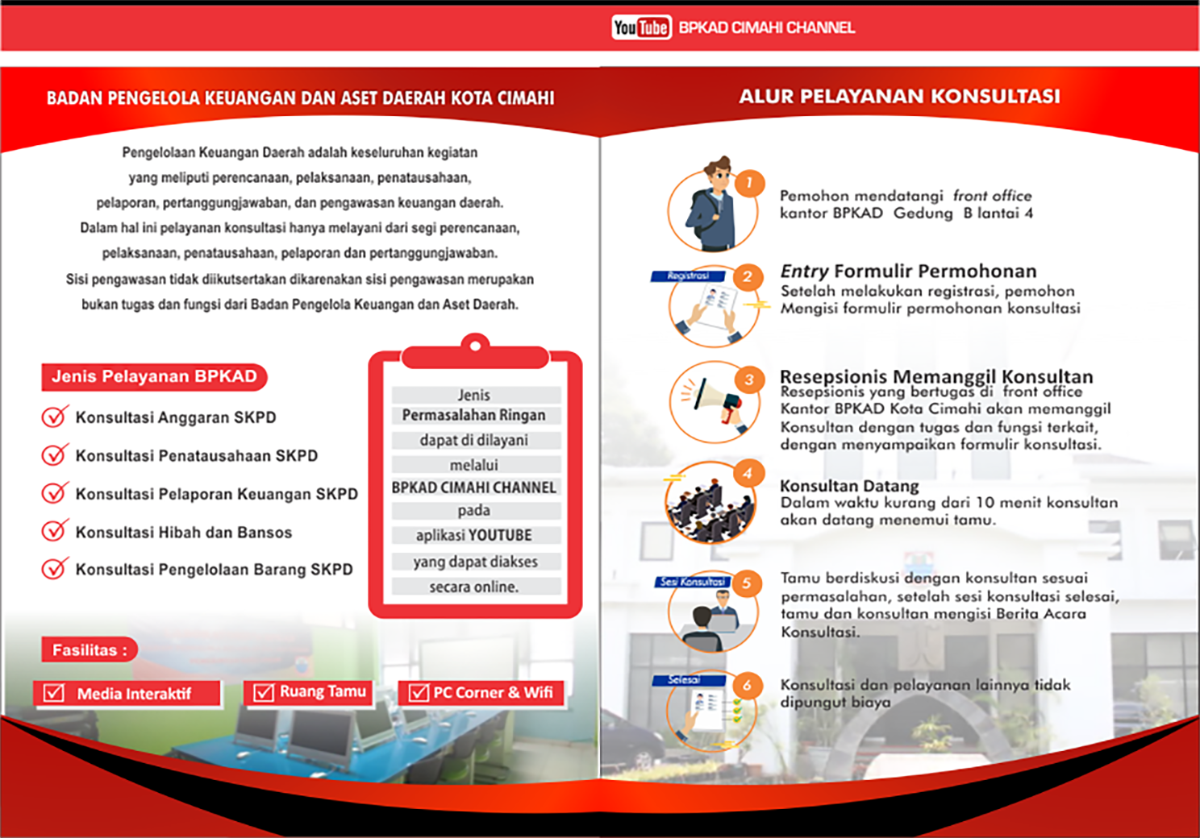 YouTube BPKAD CIMAHI CHANNEL
BADAN PENGELOLA KEUANGAN DAN ASET DAERAH KOTA CIMAHI
Pengelolaan Keuangan Daerah adalah keseluruhan kegiatan
yang meliputi perencanaan, pelaksanaan, penatausahaan,
pelaporan, pertanggungjawaban, dan pengawasan keuangan daerah.
Dalam hal ini pelayanan konsultasi hanya melayani dari segi perencanaan,
pelaksanaan, penatausahaan, pelaporan dan pertanggungjawaban.
Sisi pengawasan tidak diikutsertakan dikarenakan sisi pengawasan merupakan
bukan tugas dan fungsi dari Badan Pengelola Keuangan dan Aset Daerah.
Jenis Pelayanan BPKAD
Konsultasi Anggaran SKPD
Konsultasi Penatausahaan SKPD
Konsultasi Pelaporan Keuangan SKPD
Konsultasi Hibah dan Bansos
Konsultasi Pengelolaan Barang SKPD
Jenis
Permasalahan Ringan
dapat di dilayani
melalui
BPKAD CIMAHI CHANNEL
pada
aplikasi YOUTUBE
yang dapat diakses
secara online.
Fasilitas :
Media Interaktif
Ruang Tamu
PC Corner & Wifi
ALUR PELAYANAN KONSULTASI
1
Pemohon mendatangi front office
kantor BPKAD Gedung B lantai 4
Registrasi
2
Entry Formulir Permohonan
Setelah melakukan registrasi, pemohon
Mengisi formulir permohonan konsultasi
3
Resepsionis Memanggil Konsultan
Resepsionis yang bertugas di front office
Kantor BPKAD Kota Cimahi akan memanggil
Konsultan dengan tugas dan fungsi terkait,
dengan menyampaikan formulir konsultasi.
4
Konsultan Datang
Dalam waktu kurang dari 10 menit konsultan
akan datang menemui tamu.
Sesi Konsultasi
5
Tamu berdiskusi dengan konsultan sesuai
permasalahan, setelah sesi konsultasi selesai,
tamu dan konsultan mengisi Berita Acara
Konsultasi.
Selesai
6
Konsultasi dan pelayanan lainnya tidak
dipungut biaya